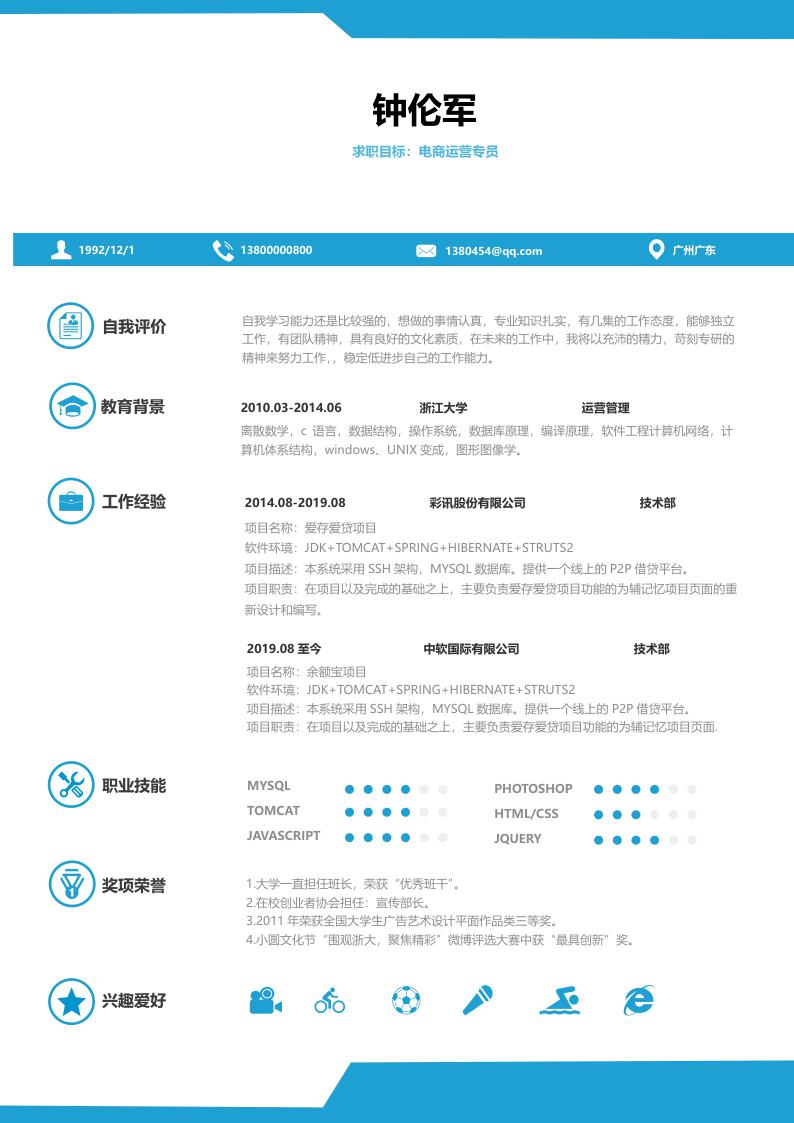 钟伦军
求职目标：电商运营专员
1992/12/1 13800000800 1380454@qq.com 广州广东
自我评价
自我学习能力还是比较强的，想做的事情认真，专业知识扎实，有几集的工作态度，能够独立
工作，有团队精神，具有良好的文化素质，在未来的工作中，我将以充沛的精力，苛刻专研的
精神来努力工作，，稳定低进步自己的工作能力。
教育背景
2010.03-2014.06 浙江大学 运营管理
离散数学，c 语言，数据结构，操作系统，数据库原理，编译原理，软件工程计算机网络，计
算机体系结构，windows、UNIX 变成，图形图像学。
工作经验
2014.08-2019.08 彩讯股份有限公司 技术部
项目名称：爱存爱贷项目
软件环境：JDK+TOMCAT+SPRING+HIBERNATE+STRUTS2
项目描述：本系统采用 SSH 架构，MYSQL 数据库。提供一个线上的 P2P 借贷平台。
项目职责：在项目以及完成的基础之上，主要负责爱存爱贷项目功能的为辅记忆项目页面的重
新设计和编写。
2019.08 至今 中软国际有限公司 技术部
项目名称：余额宝项目
软件环境：JDK+TOMCAT+SPRING+HIBERNATE+STRUTS2
项目描述：本系统采用 SSH 架构，MYSQL 数据库。提供一个线上的 P2P 借贷平台。
项目职责：在项目以及完成的基础之上，主要负责爱存爱贷项目功能的为辅记忆项目页面.
职业技能
MYSQL PHOTOSHOP
TOMCAT HTML/CSS
JAVASCRIPT JQUERY
奖项荣誉
1.大学一直担任班长，荣获“优秀班干”。
2.在校创业者协会担任：宣传部长。
3.2011 年荣获全国大学生广告艺术设计平面作品类三等奖。
4.小圆文化节“围观浙大，聚焦精彩”微博评选大赛中获“最具创新”奖。
兴趣爱好